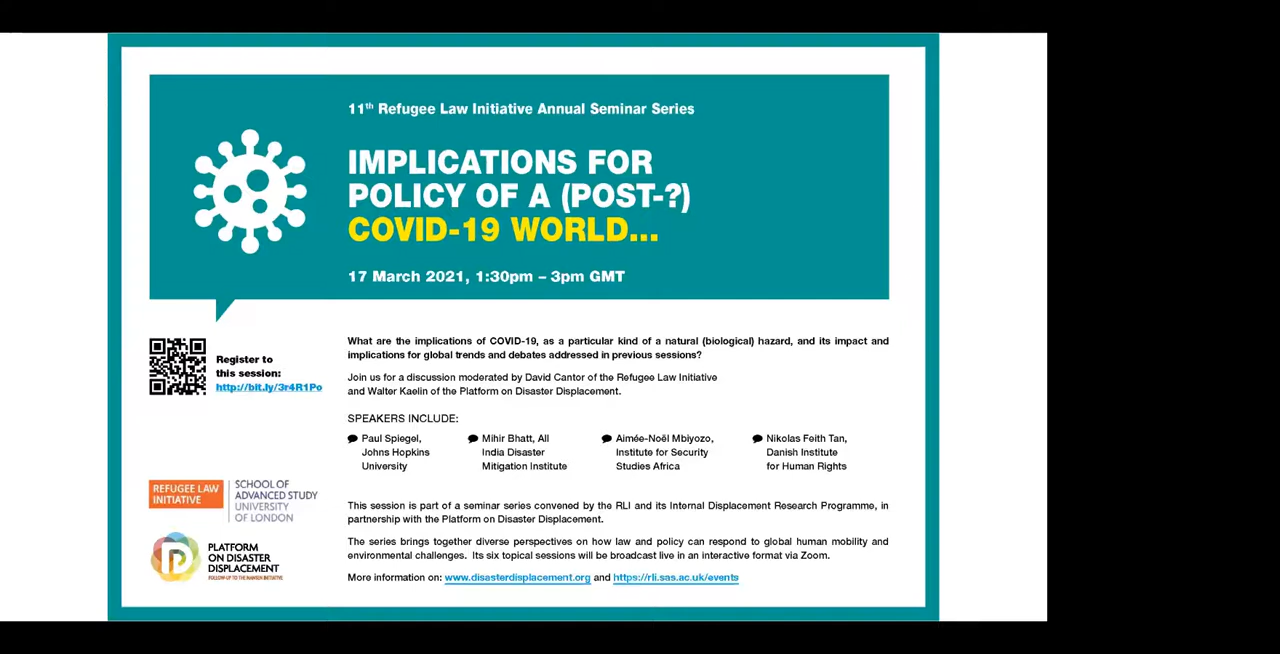 11th Refugee Law Initiative Annual Seminar Series
IMPLICATIONS FOR
POLICY OF A (POST-?)
COVID-19 WORLD...
17 March 2021, 1:30pm – 3pm GMT
Register to
this session:
http://bit.ly/3r4R1Po
What are the implications of COVID-19, as a particular kind of a natural (biological) hazard, and its impact and
implications for global trends and debates addressed in previous sessions?
Join us for a discussion moderated by David Cantor of the Refugee Law Initiative
and Walter Kaelin of the Platform on Disaster Displacement.
SPEAKERS INCLUDE:
Paul Spiegel,
Johns Hopkins
University
Mihir Bhatt, All
India Disaster
Mitigation Institute
Aimée-Noël Mbiyozo,
Institute for Security
Studies Africa
Nikolas Feith Tan,
Danish Institute
for Human Rights
REFUGEE LAW
INITIATIVE
SCHOOL OF
ADVANCED STUDY
UNIVERSITY
OF LONDON
PLATFORM
ON DISASTER
DISPLACEMENT
FOLLOW-UP TO THE NANSEN INITIATIVE
This session is part of a seminar series convened by the RLI and its Internal Displacement Research Programme, in
partnership with the Platform on Disaster Displacement.
The series brings together diverse perspectives on how law and policy can respond to global human mobility and
environmental challenges. Its six topical sessions will be broadcast live in an interactive format via Zoom.
More information on: www.disasterdisplacement.org and https://rli.sas.ac.uk/events